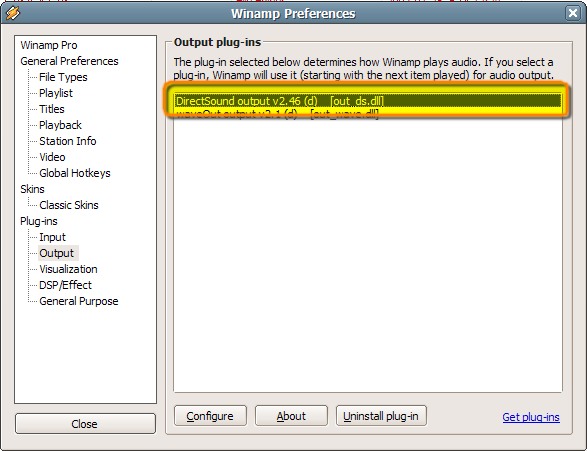 Winamp Preferences
Winamp Pro
General Preferences
File Types
Playlist
Titles
Playback
Station Info
Video
Global Hotkeys
Skins
Classic Skins
Plug-ins
Input
Output
Visualization
DSP/Effect
General Purpose
Close
Output plug-ins
The plug-in selected below determines how Winamp plays audio. If you select a
plug-in, Winamp will use it (starting with the next item played) for audio output.
DirectSound output v2.46 (d) [out_ds.dll]
waveOut output v2.1 (d) [out_wave.dll]
Configure
About
Uninstall plug-in
Get plug-ins